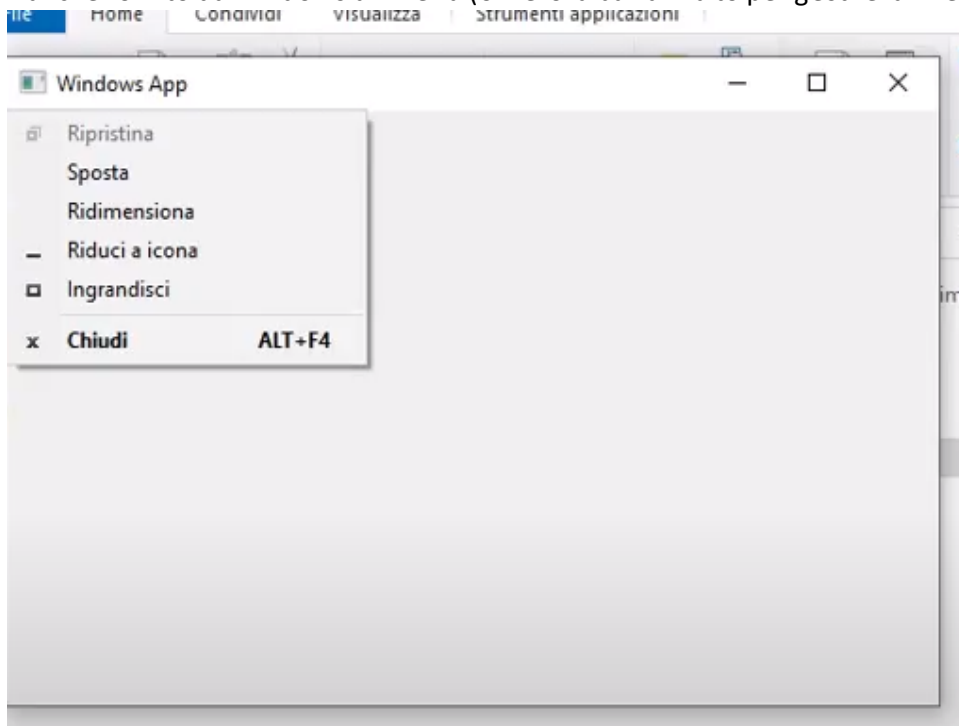 Home Condividi Visualizza Strumenti applicazioni
Windows App
Ripristina
Sposta
Ridimensiona
Riduci a icona
Ingrandisci
Chiudi ALT+F4